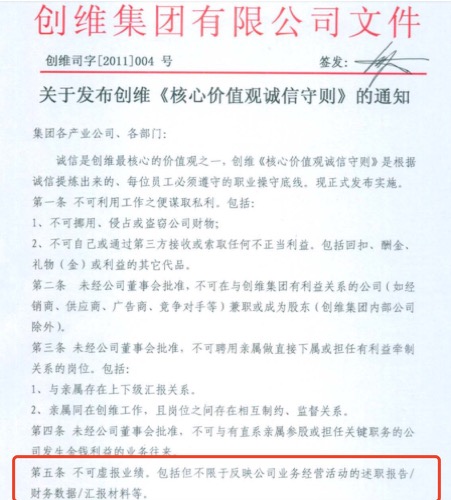 创维集团有限公司文件
创维司字[2011]004 号 签发：
关于发布创维《核心价值观诚信守则》的通知
集团各产业公司、各部门：
诚信是创维最核心的价值观之一，创维《核心价值观诚信守则》是根
据诚信提炼出来的、每位员工必须遵守的职业操守底线。现正式发布实施。
第一条 不可利用工作之便谋取私利。包括：
1、不可挪用、侵占或盗窃公司财物；
2、不可自己或通过第三方接收或索取任何不正当利益。包括回扣、酬金、
礼物（金）或利益的其它代品。
第二条 未经公司董事会批准，不可在与创维集团有利益关系的公司（如经
销商、供应商、广告商、竞争对手等）兼职或成为股东（创维集团内部公司
除外）。
第三条 未经公司董事会批准，不可聘用亲属做直接下属或担任有利益牵制
关系的岗位。包括：
1、与亲属存在上下级汇报关系。
2、亲属同在创维工作，且岗位之间存在相互制约、监督关系。
第四条 未经公司董事会批准，不可与有直系亲属参股或担任关键职务的公
司发生金钱利益的业务往来。
第五条 不可虚报业绩，包括但不限于反映公司业务经营活动的述职报告/
财务数据/汇报材料等。